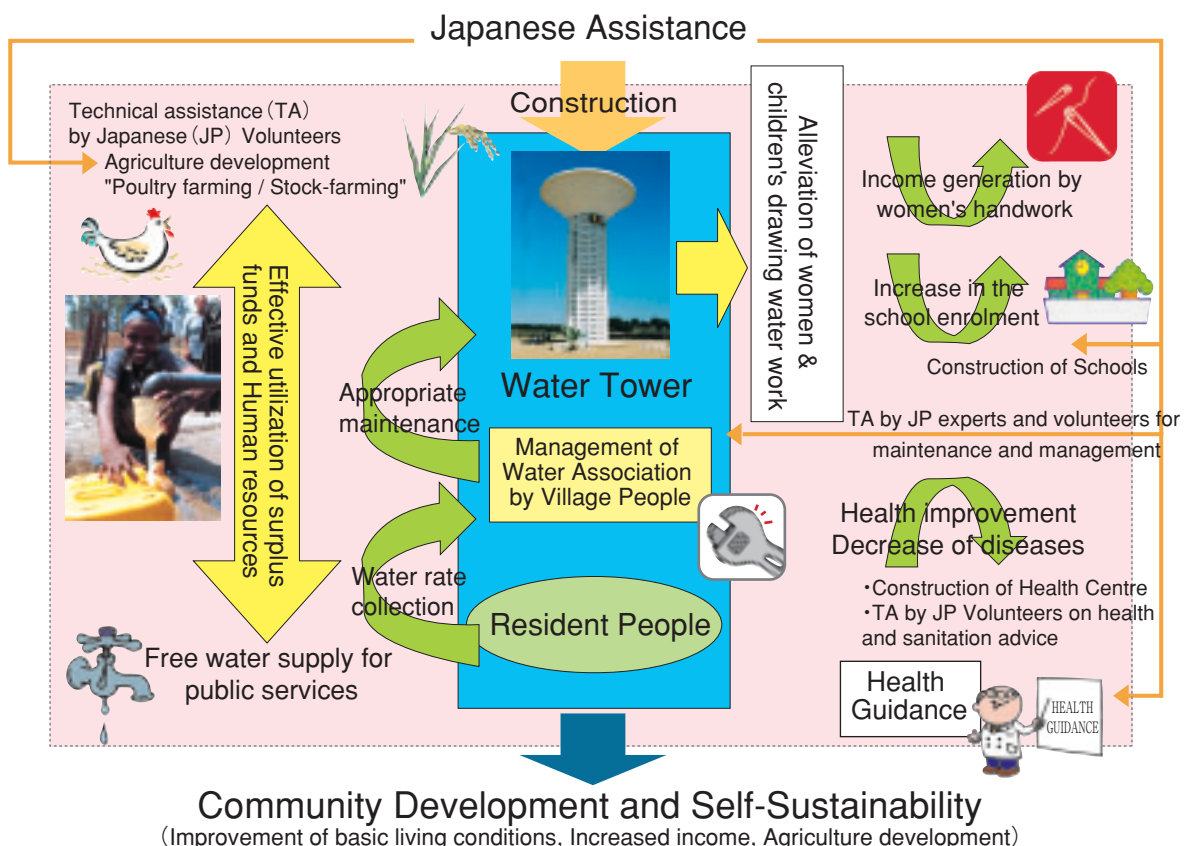 Japanese Assistance
Construction
Technical assistance（TA）
by Japanese（JP）Volunteers
Agriculture development
"Poultry farming / Stock-farming"
Effective utilization of surplus
funds and Human resources
Free water supply for
public services
Appropriate
maintenance
Water rate
collection
Water Tower
Management of
Water Association
by Village People
Resident People
Alleviation of women &
children's drawing water work
Income generation by
women's handwork
Increase in the
school enrolment
Construction of Schools
TA by JP experts and volunteers for
maintenance and management
Health improvement
Decrease of diseases
・Construction of Health Centre
・TA by JP Volunteers on health
and sanitation advice
Health
Guidance
HEALTH
GUIDANCE
Community Development and Self-Sustainability
（Improvement of basic living conditions, Increased income, Agriculture development）